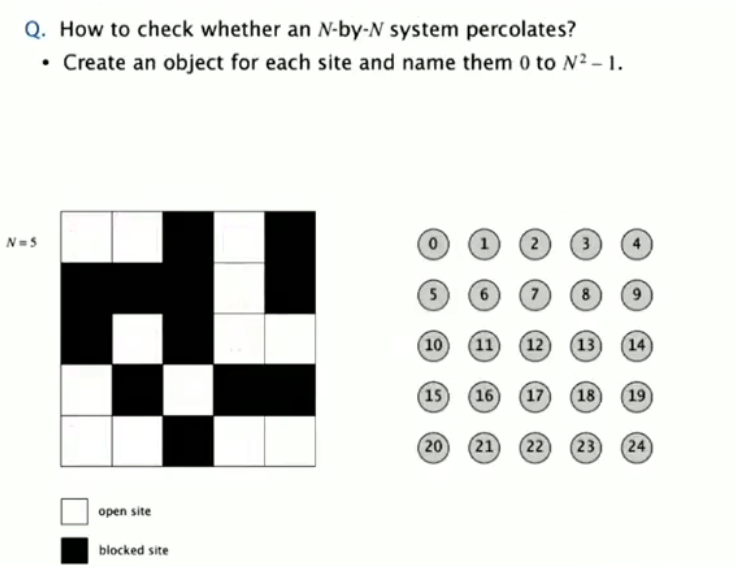 Q. How to check whether an N-by-N system percolates?
• Create an object for each site and name them 0 to N² – 1.
N = 5
0 1 2 3 4
5 6 7 8 9
10 11 12 13 14
15 16 17 18 19
20 21 22 23 24
open site
blocked site